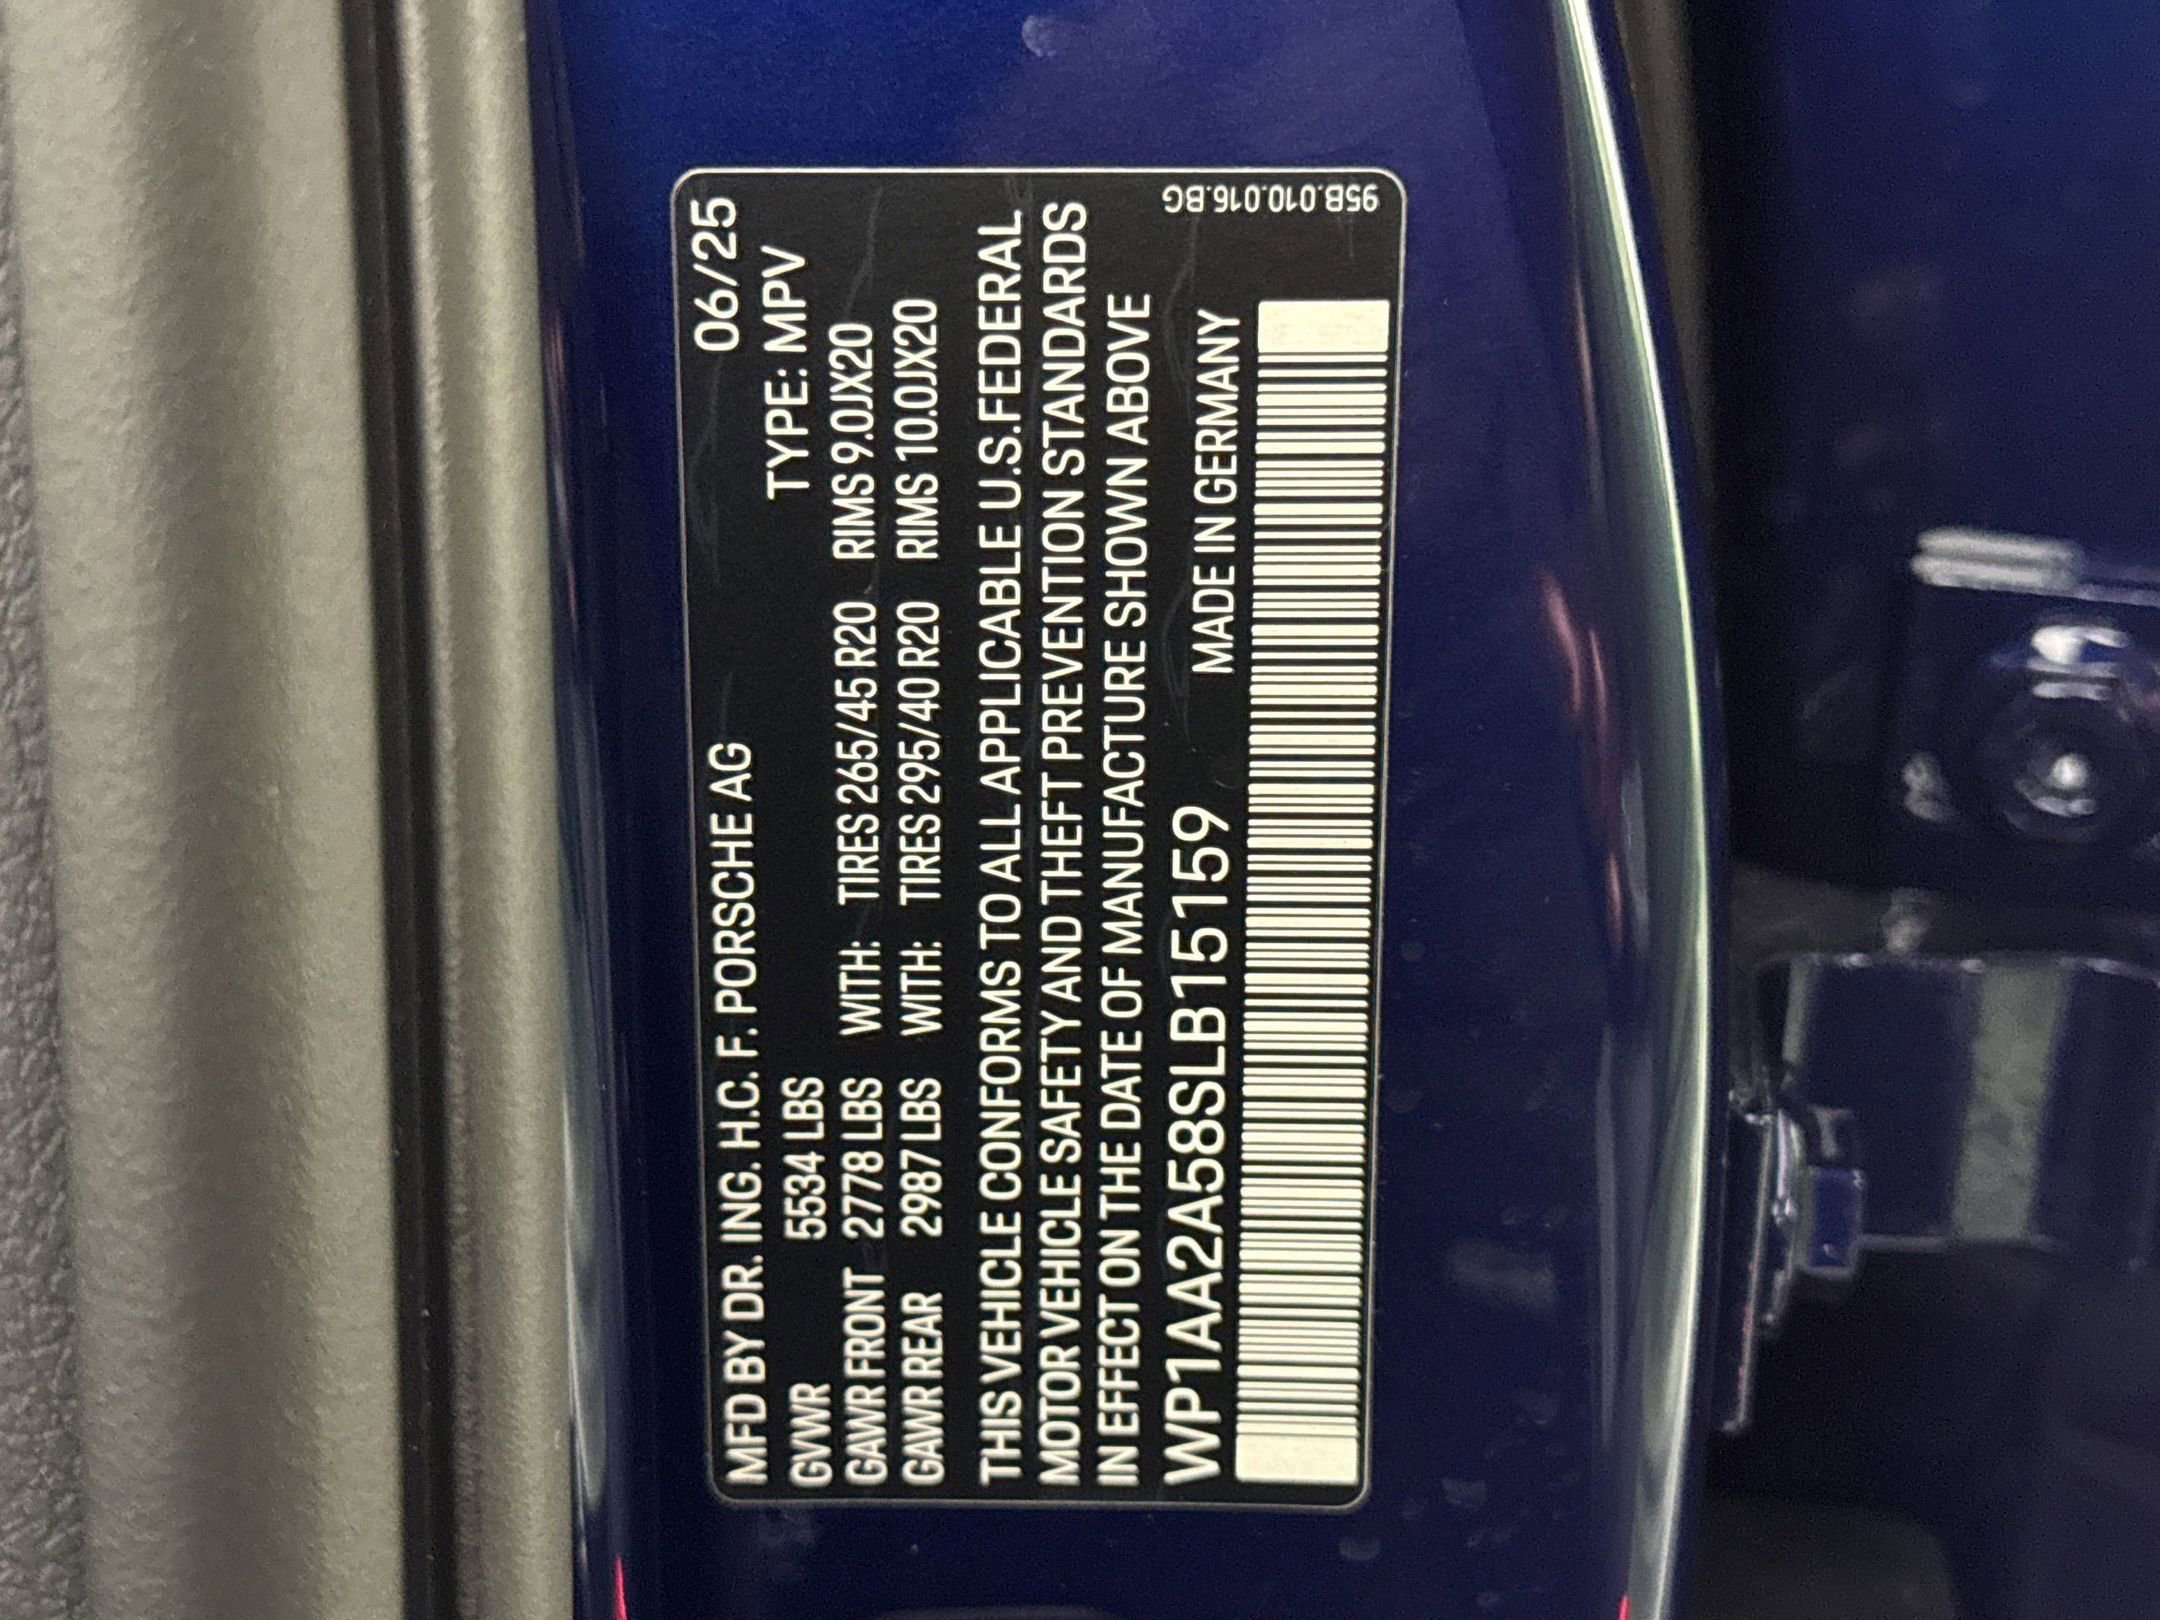 MFD BY DR. ING. H.C. F. PORSCHE AG 06/25
GVWR 5534 LBS TYPE: MPV
GAWR FRONT 2778 LBS WITH: TIRES 265/45 R20 RIMS 9.0JX20
GAWR REAR 2987 LBS WITH: TIRES 295/40 R20 RIMS 10.0JX20
THIS VEHICLE CONFORMS TO ALL APPLICABLE U.S.FEDERAL
MOTOR VEHICLE SAFETY AND THEFT PREVENTION STANDARDS
IN EFFECT ON THE DATE OF MANUFACTURE SHOWN ABOVE
WP1AA2A58SLB15159 MADE IN GERMANY
95B.010.016.BG